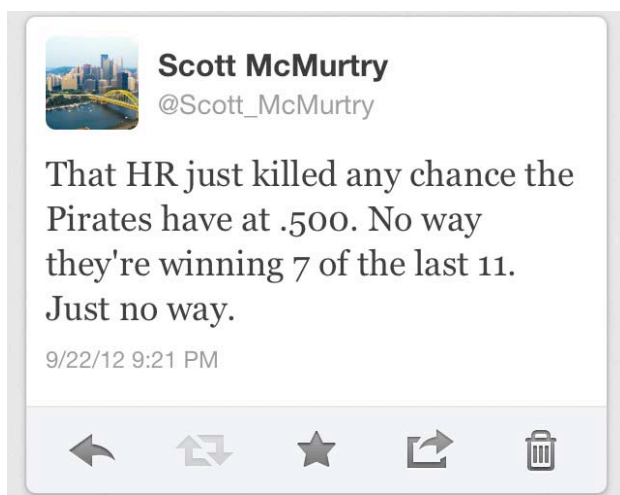 Scott McMurtry
@Scott_McMurtry
That HR just killed any chance the
Pirates have at .500. No way
they're winning 7 of the last 11.
Just no way.
9/22/12 9:21 PM